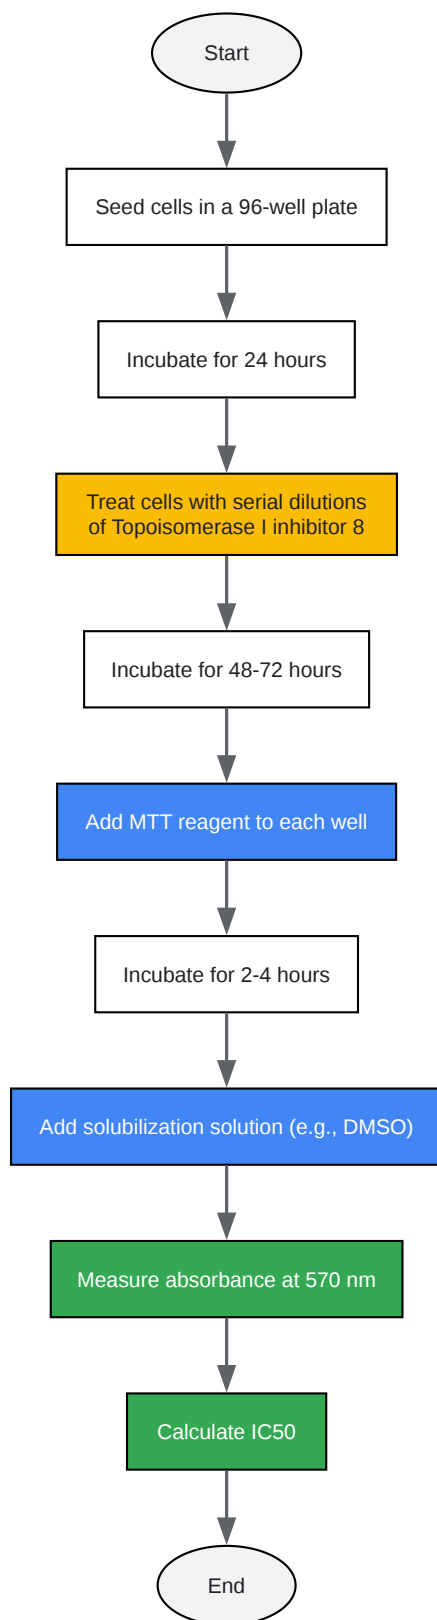 Start
Seed cells in a 96-well plate
Incubate for 24 hours
Treat cells with serial dilutions
of Topoisomerase I inhibitor 8
Incubate for 48-72 hours
Add MTT reagent to each well
Incubate for 2-4 hours
Add solubilization solution (e.g., DMSO)
Measure absorbance at 570 nm
Calculate IC50
End